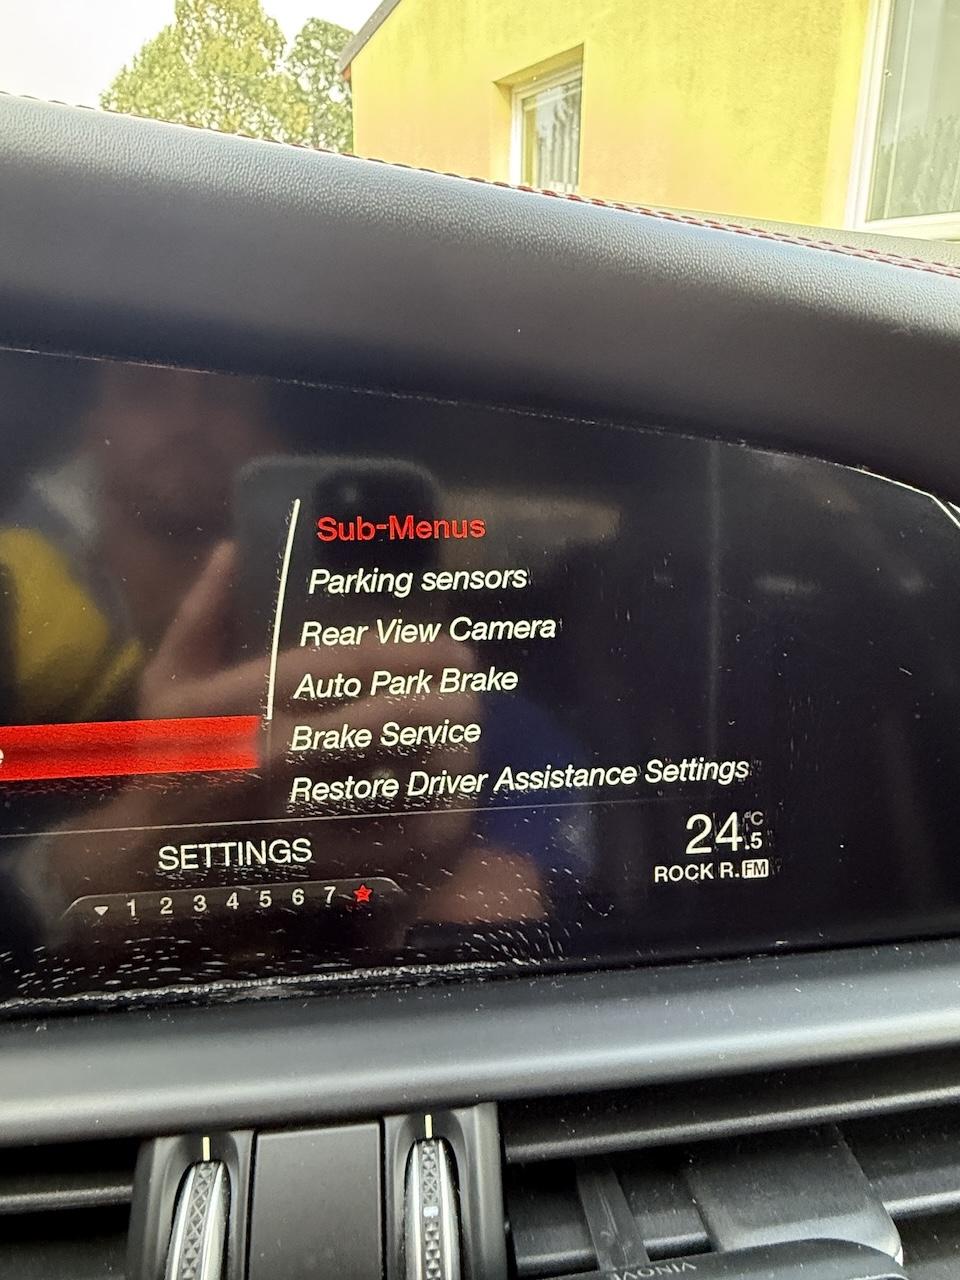 Sub-Menus
Parking sensors
Rear View Camera
Auto Park Brake
Brake Service
Restore Driver Assistance Settings
SETTINGS
1 2 3 4 5 6 7
24.5°C
ROCK R. FM